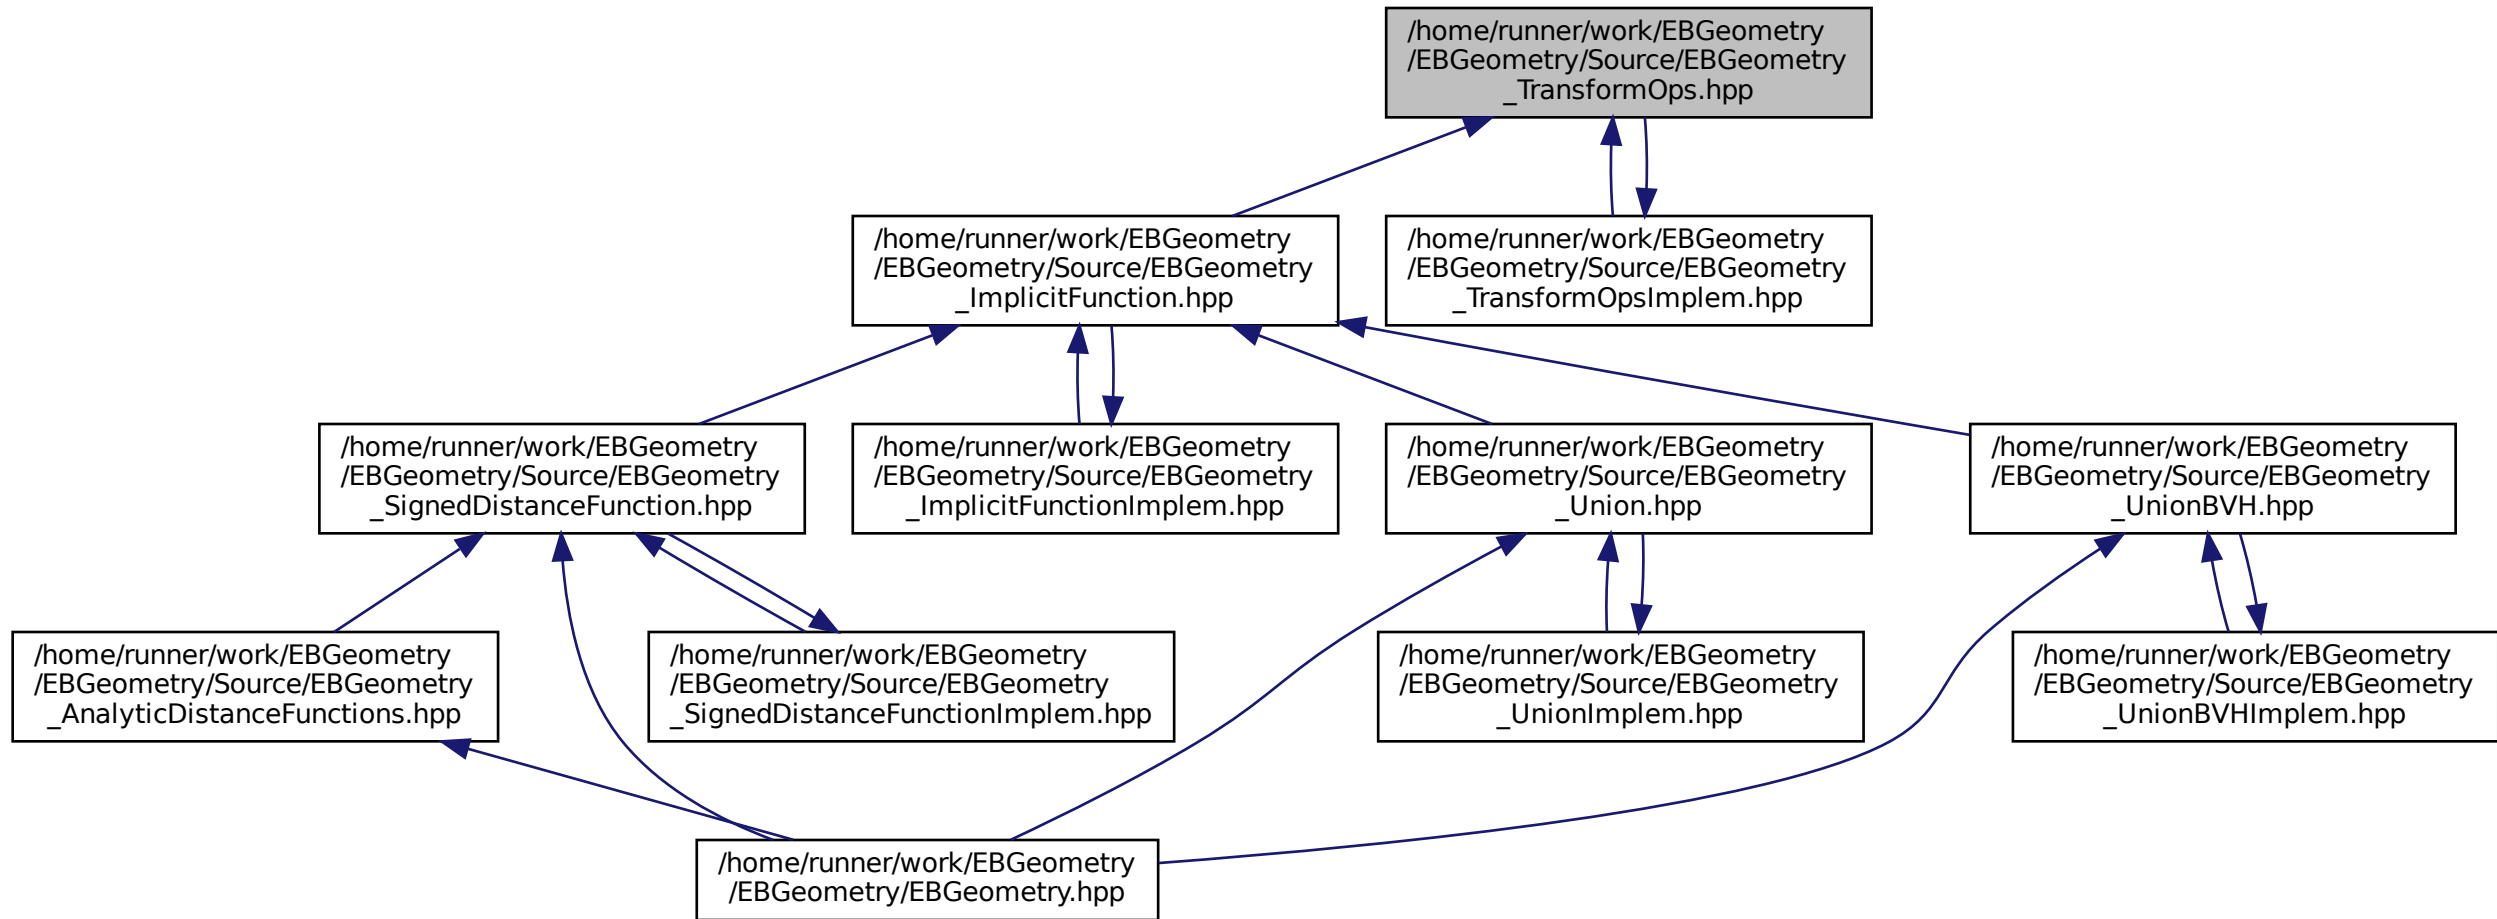 /home/runner/work/EBGeometry
/EBGeometry/Source/EBGeometry
_TransformOps.hpp
/home/runner/work/EBGeometry
/EBGeometry/Source/EBGeometry
_ImplicitFunction.hpp
/home/runner/work/EBGeometry
/EBGeometry/Source/EBGeometry
_TransformOpsImplem.hpp
/home/runner/work/EBGeometry
/EBGeometry/Source/EBGeometry
_SignedDistanceFunction.hpp
/home/runner/work/EBGeometry
/EBGeometry/Source/EBGeometry
_ImplicitFunctionImplem.hpp
/home/runner/work/EBGeometry
/EBGeometry/Source/EBGeometry
_Union.hpp
/home/runner/work/EBGeometry
/EBGeometry/Source/EBGeometry
_UnionBVH.hpp
/home/runner/work/EBGeometry
/EBGeometry/Source/EBGeometry
_AnalyticDistanceFunctions.hpp
/home/runner/work/EBGeometry
/EBGeometry/Source/EBGeometry
_SignedDistanceFunctionImplem.hpp
/home/runner/work/EBGeometry
/EBGeometry/Source/EBGeometry
_UnionImplem.hpp
/home/runner/work/EBGeometry
/EBGeometry/Source/EBGeometry
_UnionBVHImplem.hpp
/home/runner/work/EBGeometry
/EBGeometry/EBGeometry.hpp